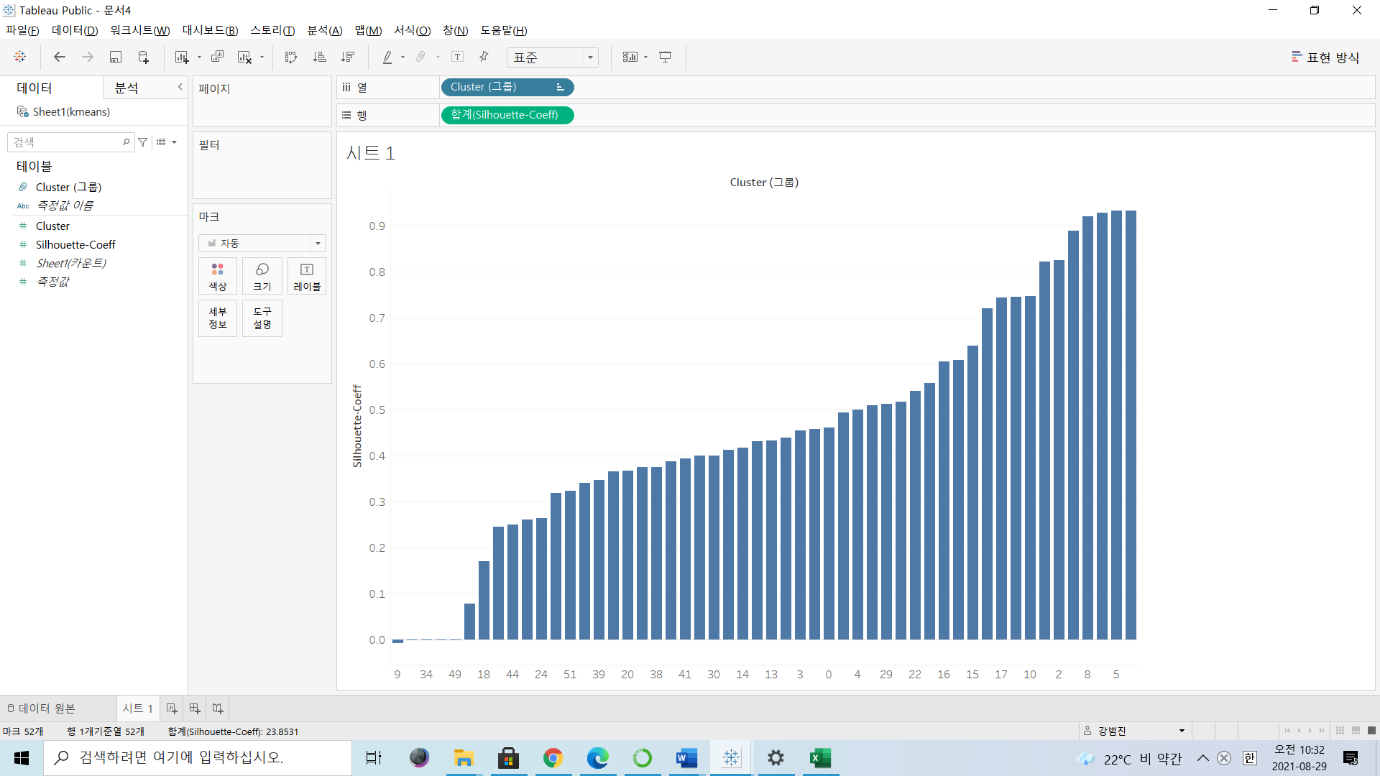 Tableau Public - 문서4
파일(F) 데이터(D) 워크시트(W) 대시보드(B) 스토리(T) 분석(A) 맵(M) 서식(O) 창(N) 도움말(H)
표준
표현 방식
데이터 분석
Sheet1(kmeans)
검색
테이블
Cluster (그룹)
Abc 측정값 이름
Cluster
Silhouette-Coeff
Sheet1(카운트)
측정값
페이지
필터
마크
자동
색상 크기 레이블
세부 정보
도구 설명
열 Cluster (그룹)
행 합계(Silhouette-Coeff)
시트 1
Cluster (그룹)
Silhouette-Coeff
0.9
0.8
0.7
0.6
0.5
0.4
0.3
0.2
0.1
0.0
9 34 49 18 44 24 51 39 20 38 41 30 14 13 3 0 4 29 22 16 15 17 10 2 8 5
데이터 원본 시트 1
마크 52개 행 1개기준열 52개 합계(Silhouette-Coeff): 23.8531
강범진
검색하려면 여기에 입력하십시오.
22°C 비 약간
한
오전 10:32
2021-08-29